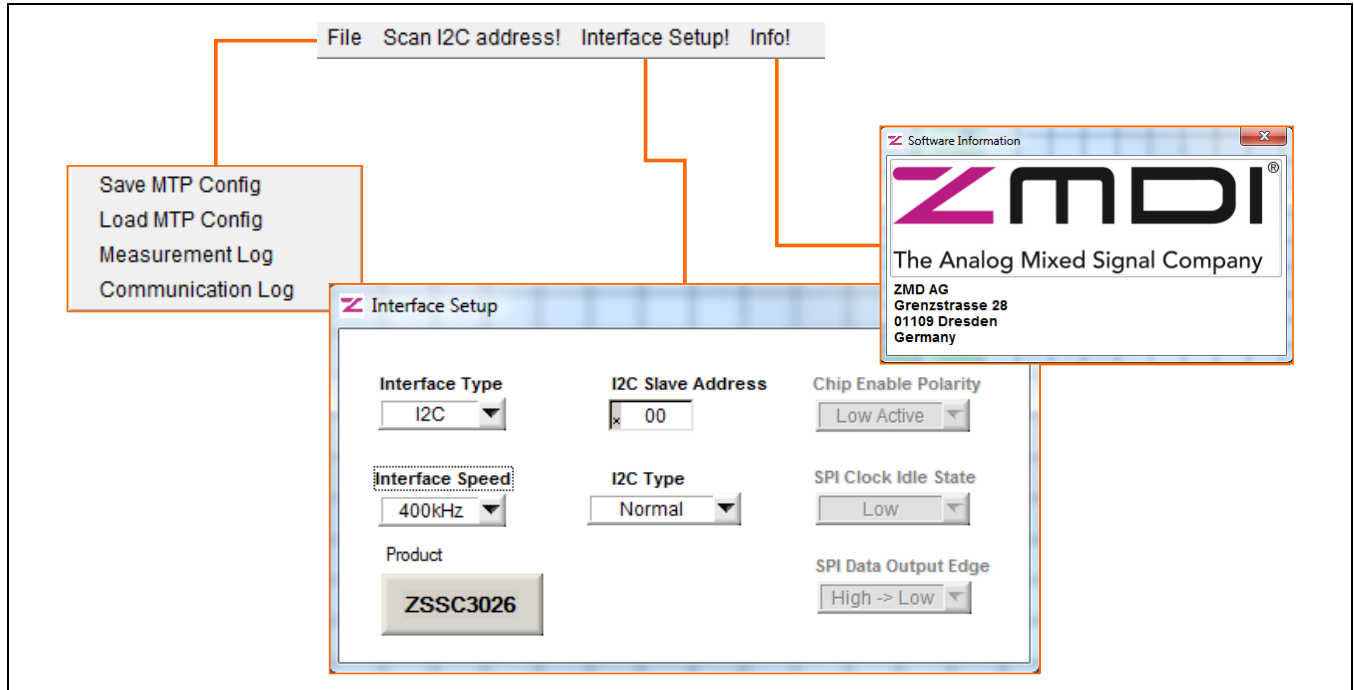 File Scan I2C address! Interface Setup! Info!
Save MTP Config
Load MTP Config
Measurement Log
Communication Log
Software Information
x
ZMDI®
The Analog Mixed Signal Company
ZMD AG
Grenzstrasse 28
01109 Dresden
Germany
Interface Setup
Interface Type I2C Slave Address Chip Enable Polarity
I2C x 00 Low Active
Interface Speed I2C Type SPI Clock Idle State
400kHz Normal Low
Product SPI Data Output Edge
ZSSC3026 High -> Low